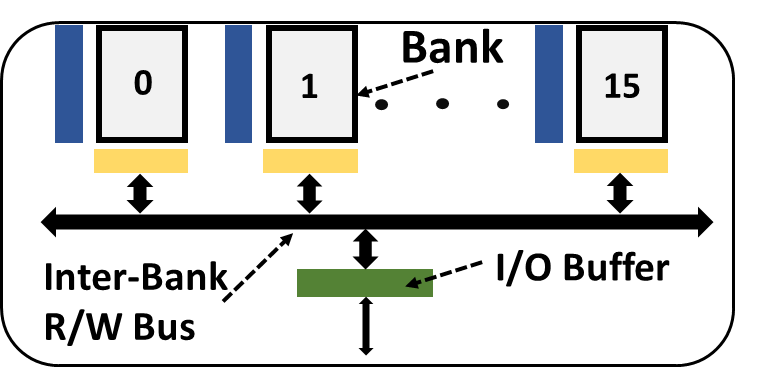 Bank
0
1
15
Inter-Bank
R/W Bus
I/O Buffer